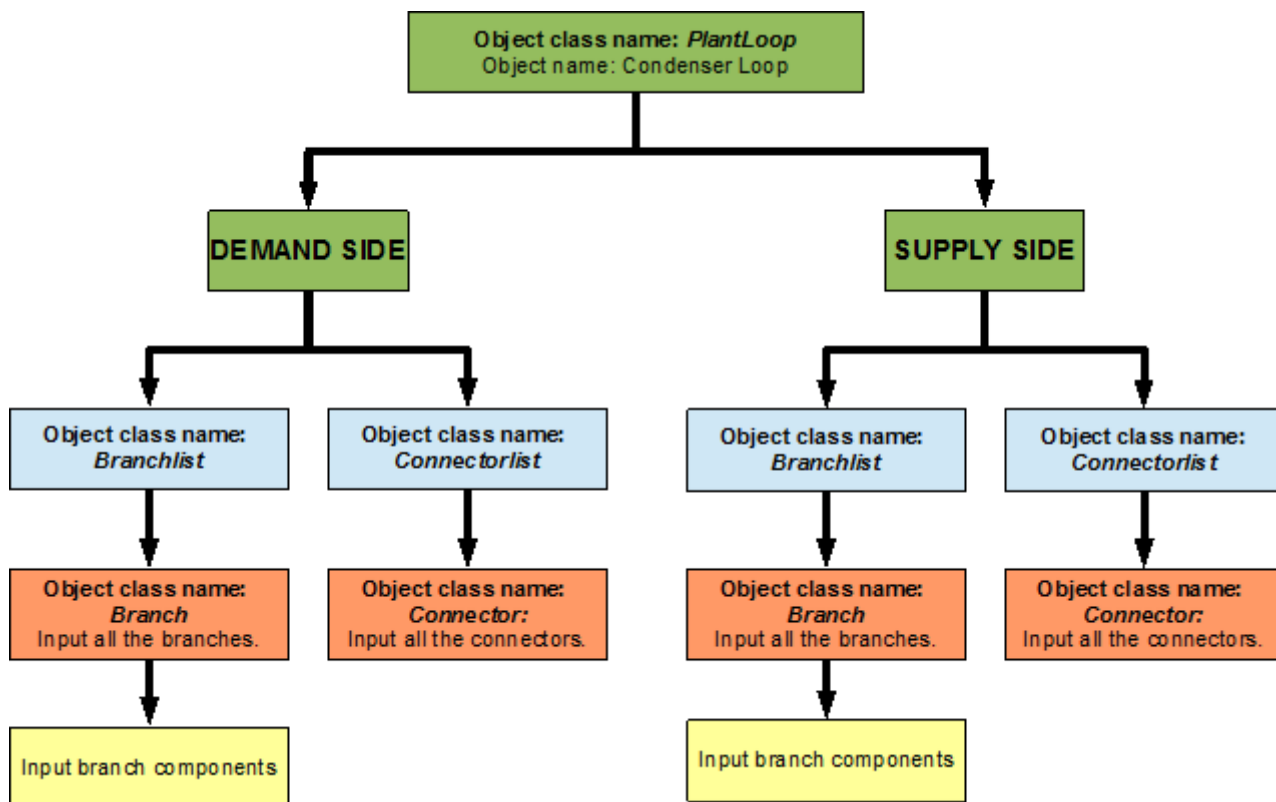 Object class name: PlantLoop
Object name: Condenser Loop
DEMAND SIDE
SUPPLY SIDE
Object class name:
Branchlist
Object class name:
Connectorlist
Object class name:
Branchlist
Object class name:
Connectorlist
Object class name:
Branch
Input all the branches.
Object class name:
Connector:
Input all the connectors.
Object class name:
Branch
Input all the branches.
Object class name:
Connector:
Input all the connectors.
Input branch components
Input branch components